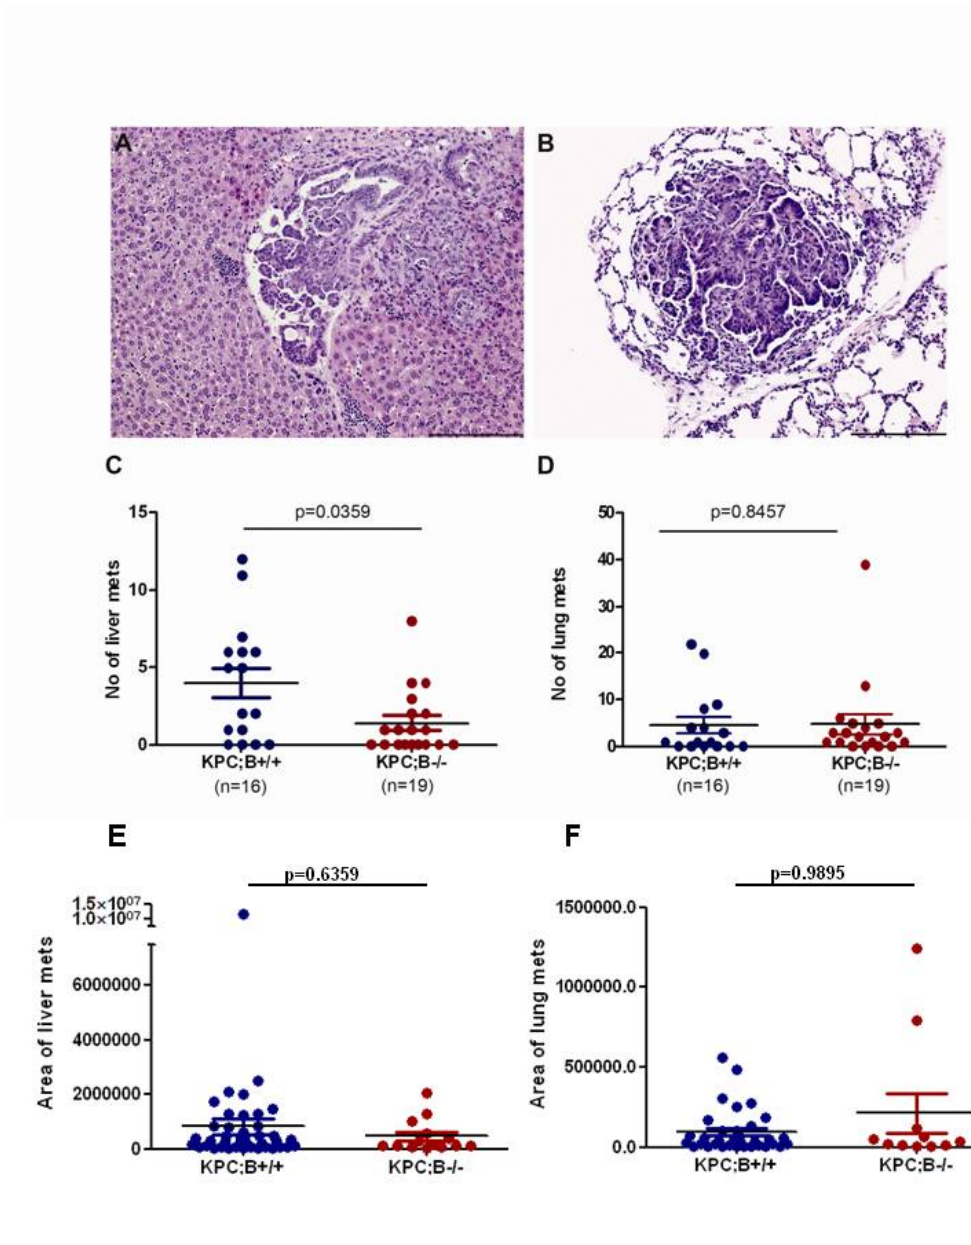 A
B
C
D
p=0.0359
p=0.8457
15
10
5
0
No of liver mets
KPC;B+/+
KPC;B-/-
(n=16)
(n=19)
50
40
30
20
10
0
No of lung mets
KPC;B+/+
KPC;B-/-
(n=16)
(n=19)
E
F
p=0.6359
p=0.9895
1.5×10⁰⁷
1.0×10⁰⁷
6000000
4000000
2000000
0
Area of liver mets
KPC;B+/+
KPC;B-/-
1500000.0
1000000.0
500000.0
0.0
Area of lung mets
KPC;B+/+
KPC;B-/-